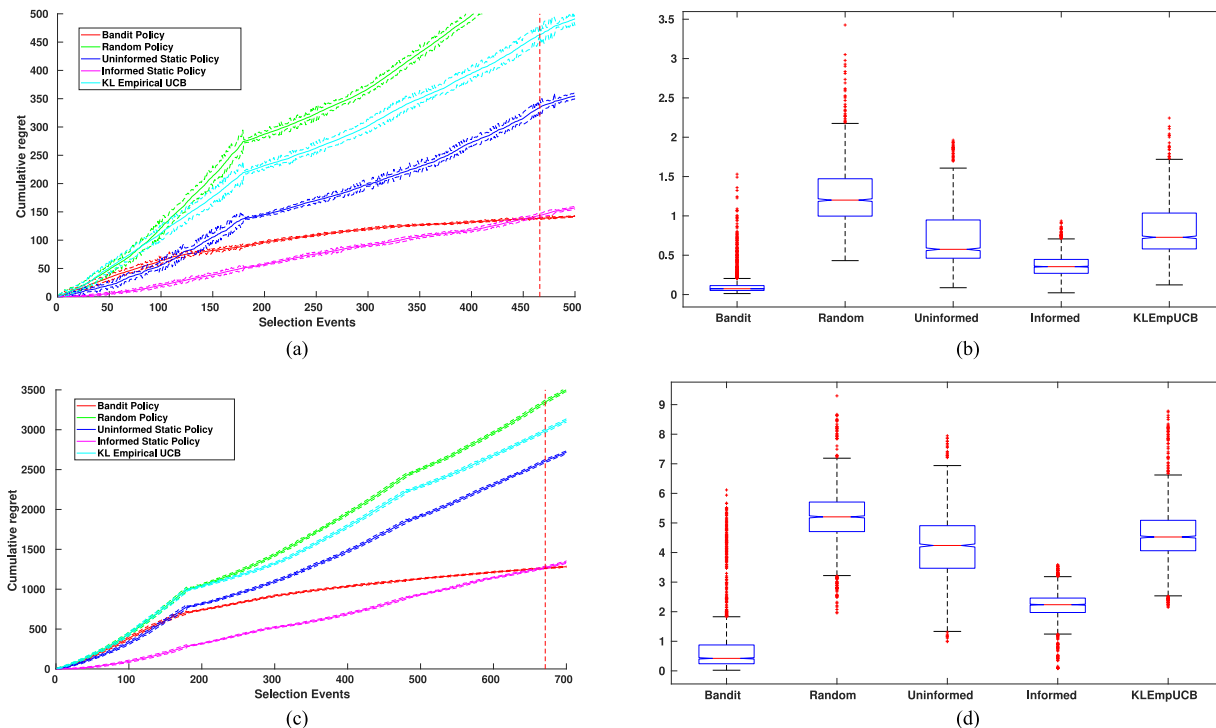 500
450
400
350
300
250
200
150
100
50
0
Cumulative regret
Bandit Policy
Random Policy
Uninformed Static Policy
Informed Static Policy
KL Empirical UCB
0 50 100 150 200 250 300 350 400 450 500
Selection Events
(a)
3.5
3
2.5
2
1.5
1
0.5
0
Bandit Random Uninformed Informed KLEmpUCB
(b)
3500
3000
2500
2000
1500
1000
500
0
Cumulative regret
Bandit Policy
Random Policy
Uninformed Static Policy
Informed Static Policy
KL Empirical UCB
0 100 200 300 400 500 600 700
Selection Events
(c)
9
8
7
6
5
4
3
2
1
0
Bandit Random Uninformed Informed KLEmpUCB
(d)